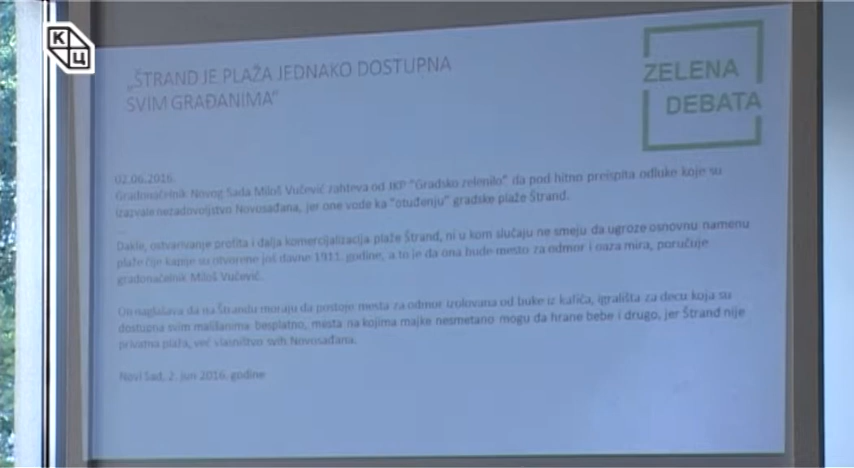 КЦ
„ŠTRAND JE PLAŽA JEDNAKO DOSTUPNA
SVIM GRAĐANIMA“
ZELENA
DEBATA
02.06.2016.
Gradonačelnik Novog Sada Miloš Vučević zahteva od JKP "Gradsko zelenilo" da pod hitno preispita odluke koje su
izazvale nezadovoljstvo Novosađana, jer one vode ka "otuđenju" gradske plaže Štrand.
...
Dakle, ostvarivanje profita i dalja komercijalizacija plaže Štrand, ni u kom slučaju ne smeju da ugroze osnovnu namenu
plaže čije kapije su otvorene još davne 1911. godine, a to je da ona bude mesto za odmor i oaza mira, poručuje
gradonačelnik Miloš Vučević.
On naglašava da na Štrandu moraju da postoje mesta za odmor izolovana od buke iz kafića, igrališta za decu koja su
dostupna svim mališanima besplatno, mesta na kojima majke nesmetano mogu da hrane bebe i drugo, jer Štrand nije
privatna plaža, već vlasništvo svih Novosađana.
Novi Sad, 2. jun 2016. godine